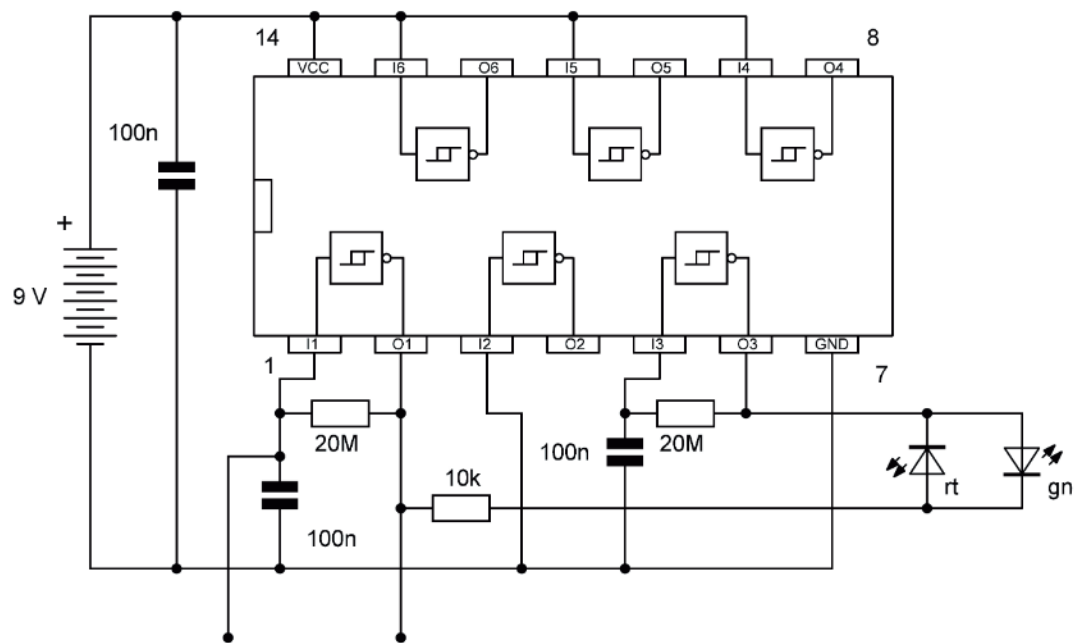 14
8
VCC
I6
O6
I5
O5
I4
O4
100n
+
9 V
I1
O1
I2
O2
I3
O3
GND
1
7
20M
100n
20M
10k
rt
gn
100n